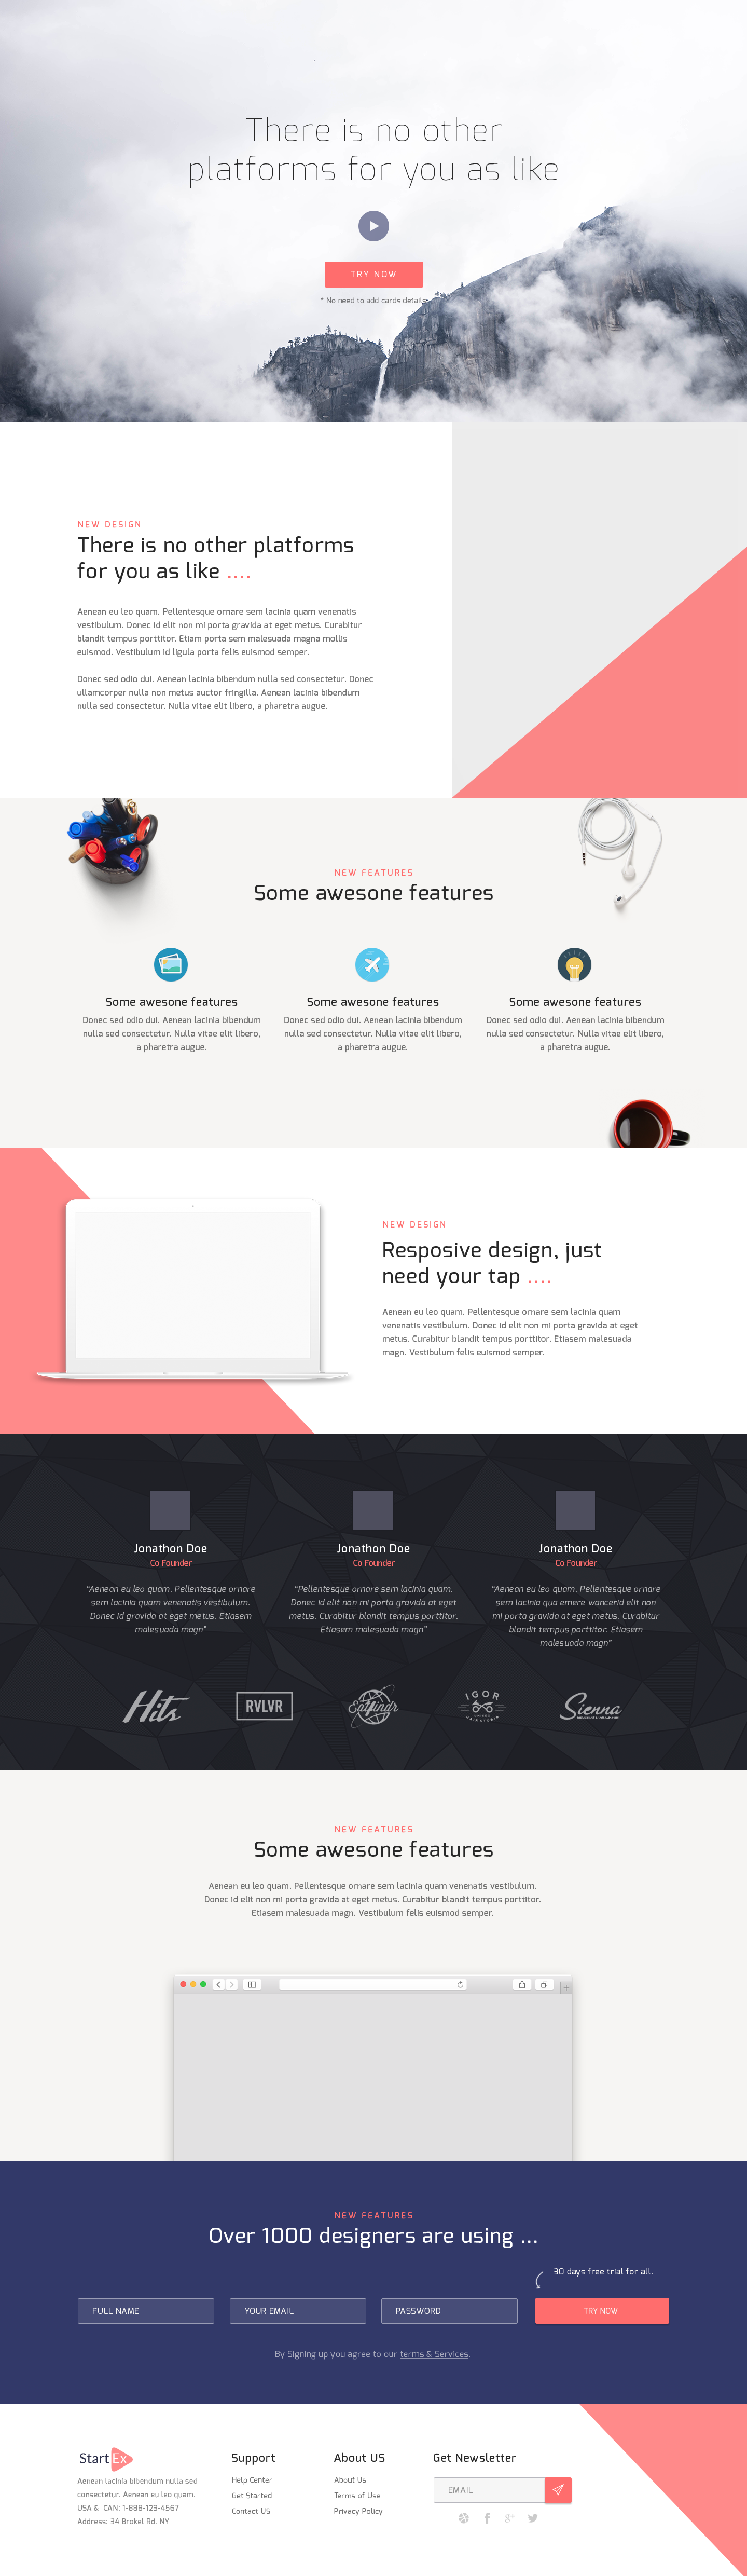 There is no other
platforms for you as like
TRY NOW
* No need to add cards details
NEW DESIGN
There is no other platforms
for you as like ....
Aenean eu leo quam. Pellentesque ornare sem lacinia quam venenatis
vestibulum. Donec id elit non mi porta gravida at eget metus. Curabitur
blandit tempus porttitor. Etiam porta sem malesuada magna mollis
euismod. Vestibulum id ligula porta felis euismod semper.
Donec sed odio dui. Aenean lacinia bibendum nulla sed consectetur. Donec
ullamcorper nulla non metus auctor fringilla. Aenean lacinia bibendum
nulla sed consectetur. Nulla vitae elit libero, a pharetra augue.
NEW FEATURES
Some awesone features
Some awesone features
Donec sed odio dui. Aenean lacinia bibendum
nulla sed consectetur. Nulla vitae elit libero,
a pharetra augue.
Some awesone features
Donec sed odio dui. Aenean lacinia bibendum
nulla sed consectetur. Nulla vitae elit libero,
a pharetra augue.
Some awesone features
Donec sed odio dui. Aenean lacinia bibendum
nulla sed consectetur. Nulla vitae elit libero,
a pharetra augue.
NEW DESIGN
Resposive design, just
need your tap ....
Aenean eu leo quam. Pellentesque ornare sem lacinia quam
venenatis vestibulum. Donec id elit non mi porta gravida eget
metus. Curabitur blandit tempus porttitor. Etiasem malesuada
magn. Vestibulum felis euismod semper.
Jonathon Doe
Co Founder
"Aenean eu leo quam. Pellentesque ornare
sem lacinia quam venenatis vestibulum.
Donec id gravida at eget metus. Etiasem
malesuada magn"
Jonathon Doe
Co Founder
"Pellentesque ornare sem lacinia quam.
Donec id elit non mi porta gravida at eget
metus. Curabitur blandit tempus porttitor.
Etiasem malesuada magn"
Jonathon Doe
Co Founder
"Aenean eu leo quam. Pellentesque ornare
sem lacinia qua emere wancerid elit non
mi porta gravida at eget metus. Curabitur
blandit tempus porttitor. Etiasem
malesuada magn"
Hits
RVLVR
IGOR
Sienna
NEW FEATURES
Some awesone features
Aenean eu leo quam. Pellentesque ornare sem lacinia quam venenatis vestibulum.
Donec id elit non mi porta gravida at eget metus. Curabitur blandit tempus porttitor.
Etiasem malesuada magn. Vestibulum felis euismod semper.
NEW FEATURES
Over 1000 designers are using ...
30 days free trial for all.
FULL NAME
YOUR EMAIL
PASSWORD
TRY NOW
By Signing up you agree to our terms & Services.
Start Ex
Aenean lacinia bibendum nulla sed
consectetur. Aenean eu leo quam.
USA & CAN: 1-888-123-4567
Address: 34 Brokel Rd. NY
Support
Help Center
Get Started
Contact US
About US
About Us
Terms of Use
Privacy Policy
Get Newsletter
EMAIL